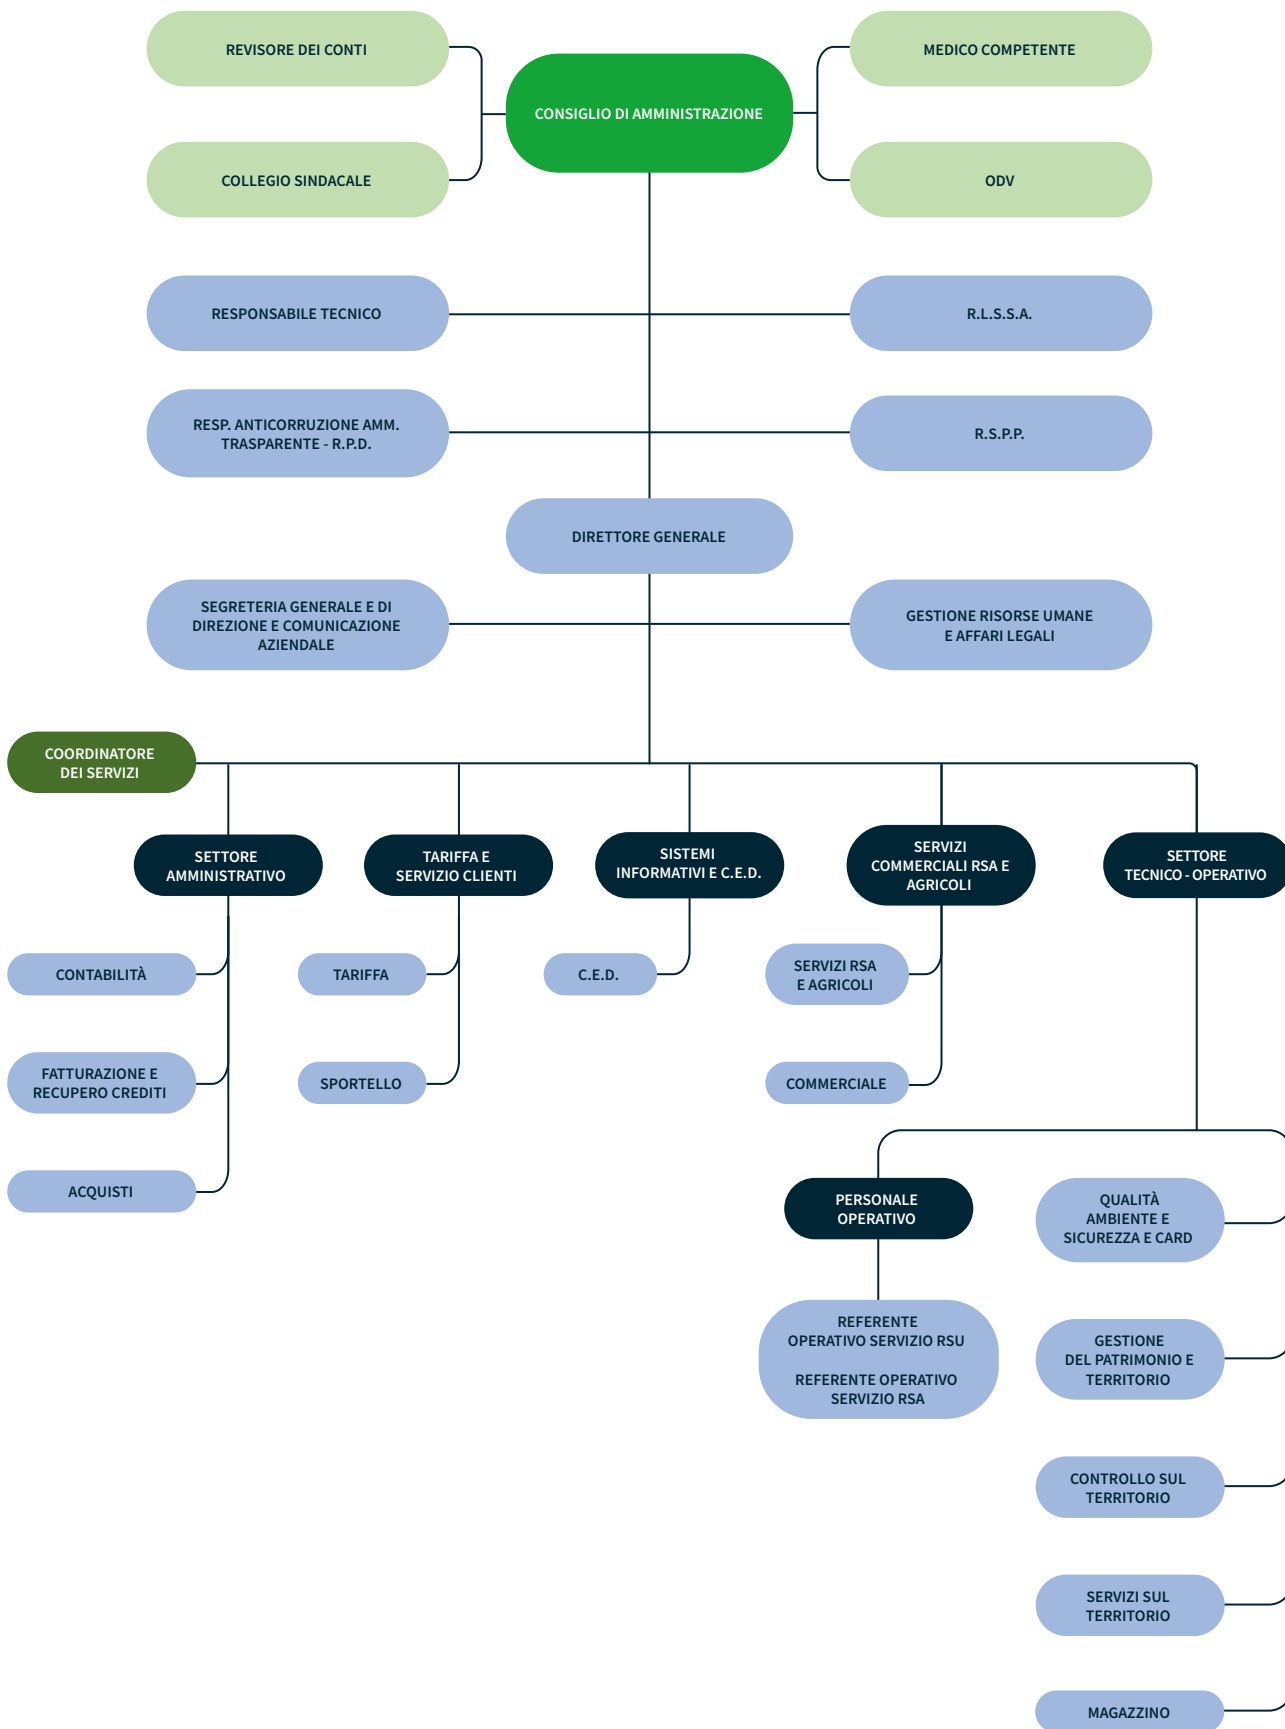 REVISORE DEI CONTI
MEDICO COMPETENTE
CONSIGLIO DI AMMINISTRAZIONE
COLLEGIO SINDACALE
ODV
RESPONSABILE TECNICO
R.L.S.S.A.
RESP. ANTICORRUZIONE AMM.
TRASPARENTE - R.P.D.
R.S.P.P.
DIRETTORE GENERALE
SEGRETERIA GENERALE E DI
DIREZIONE E COMUNICAZIONE
AZIENDALE
GESTIONE RISORSE UMANE
E AFFARI LEGALI
COORDINATORE
DEI SERVIZI
SETTORE
AMMINISTRATIVO
TARIFFA E
SERVIZIO CLIENTI
SISTEMI
INFORMATIVI E C.E.D.
SERVIZI
COMMERCIALI RSA E
AGRICOLI
SETTORE
TECNICO - OPERATIVO
CONTABILITÀ
TARIFFA
C.E.D.
SERVIZI RSA
E AGRICOLI
FATTURAZIONE E
RECUPERO CREDITI
SPORTELLO
COMMERCIALE
ACQUISTI
PERSONALE
OPERATIVO
QUALITÀ
AMBIENTE E
SICUREZZA E CARD
REFERENTE
OPERATIVO SERVIZIO RSU
REFERENTE OPERATIVO
SERVIZIO RSA
GESTIONE
DEL PATRIMONIO E
TERRITORIO
CONTROLLO SUL
TERRITORIO
SERVIZI SUL
TERRITORIO
MAGAZZINO